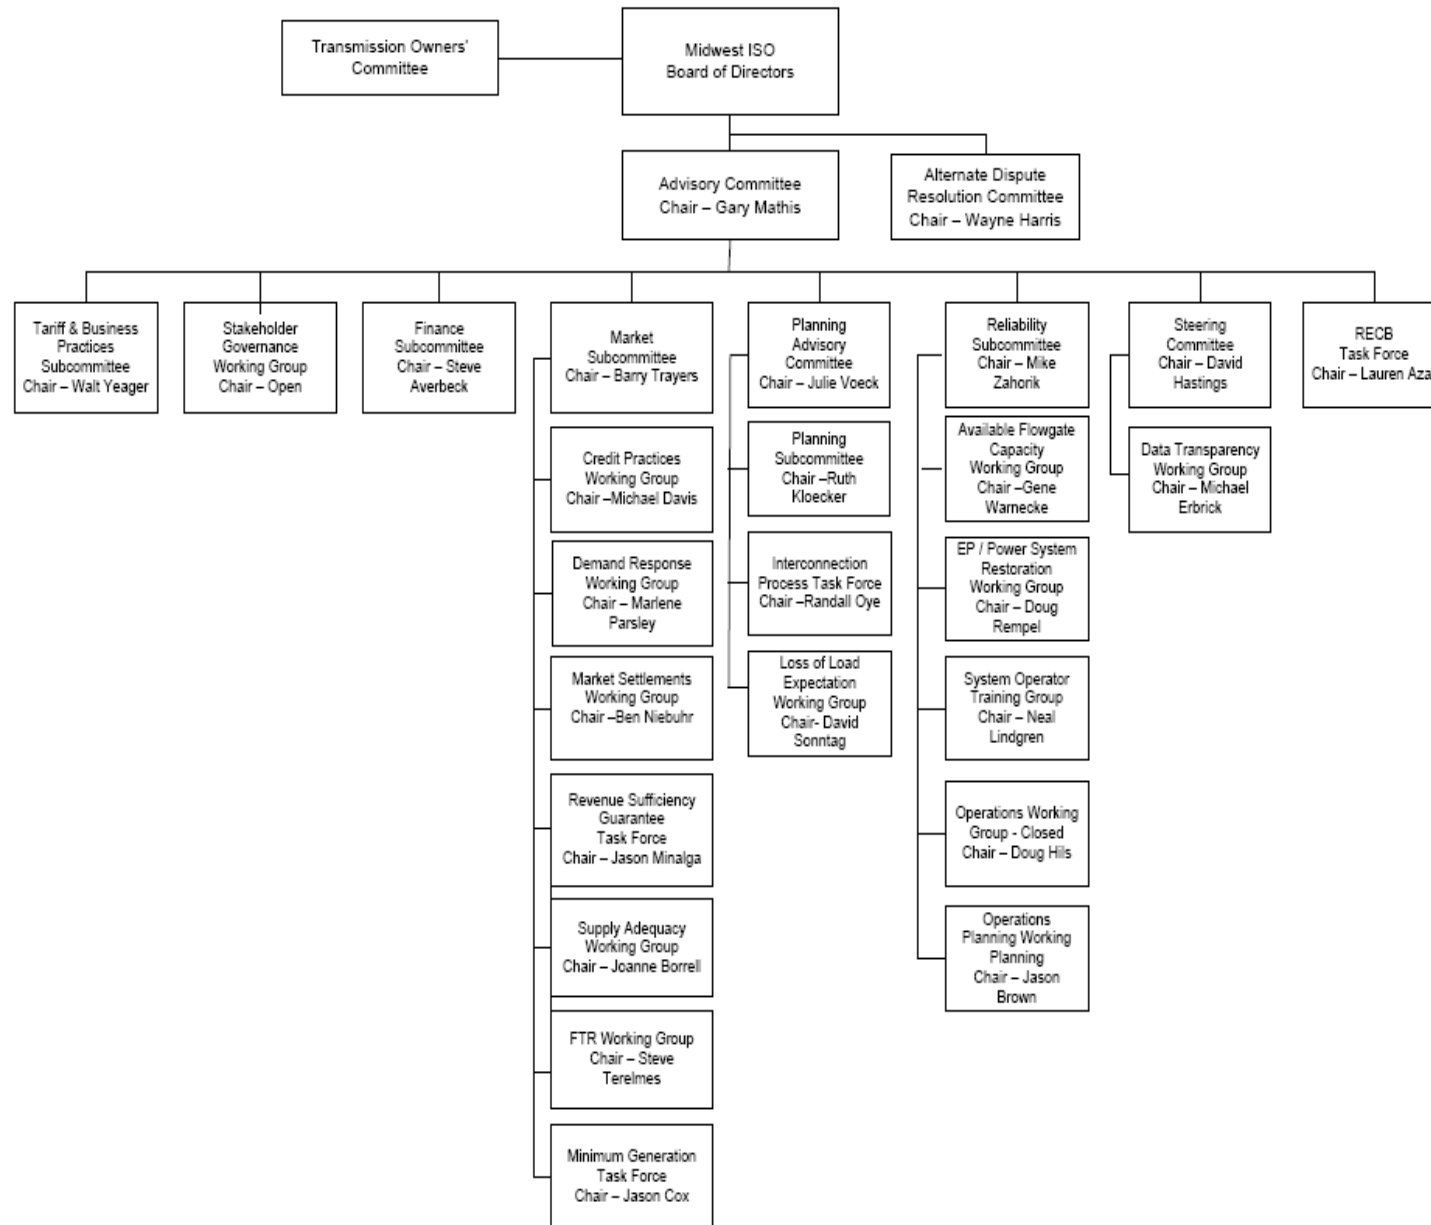 Transmission Owners'
Committee
Midwest ISO
Board of Directors
Advisory Committee
Chair – Gary Mathis
Alternate Dispute
Resolution Committee
Chair – Wayne Harris
Tariff & Business
Practices
Subcommittee
Chair – Walt Yeager
Stakeholder
Governance
Working Group
Chair – Open
Finance
Subcommittee
Chair – Steve
Averbeck
Market
Subcommittee
Chair – Barry Trayers
Planning
Advisory
Committee
Chair – Julie Voeck
Reliability
Subcommittee
Chair – Mike
Zahorik
Steering
Committee
Chair – David
Hastings
RECB
Task Force
Chair – Lauren Aza
Credit Practices
Working Group
Chair –Michael Davis
Demand Response
Working Group
Chair – Marlene
Parsley
Market Settlements
Working Group
Chair –Ben Niebuhr
Revenue Sufficiency
Guarantee
Task Force
Chair – Jason Minalga
Supply Adequacy
Working Group
Chair – Joanne Borrell
FTR Working Group
Chair – Steve
Terelmes
Minimum Generation
Task Force
Chair – Jason Cox
Planning
Subcommittee
Chair –Ruth
Kloecker
Interconnection
Process Task Force
Chair –Randall Oye
Loss of Load
Expectation
Working Group
Chair- David
Sonntag
Available Flowgate
Capacity
Working Group
Chair –Gene
Warnecke
EP / Power System
Restoration
Working Group
Chair – Doug
Rempel
System Operator
Training Group
Chair – Neal
Lindgren
Operations Working
Group - Closed
Chair – Doug Hils
Operations
Planning Working
Planning
Chair – Jason
Brown
Data Transparency
Working Group
Chair – Michael
Erbrick